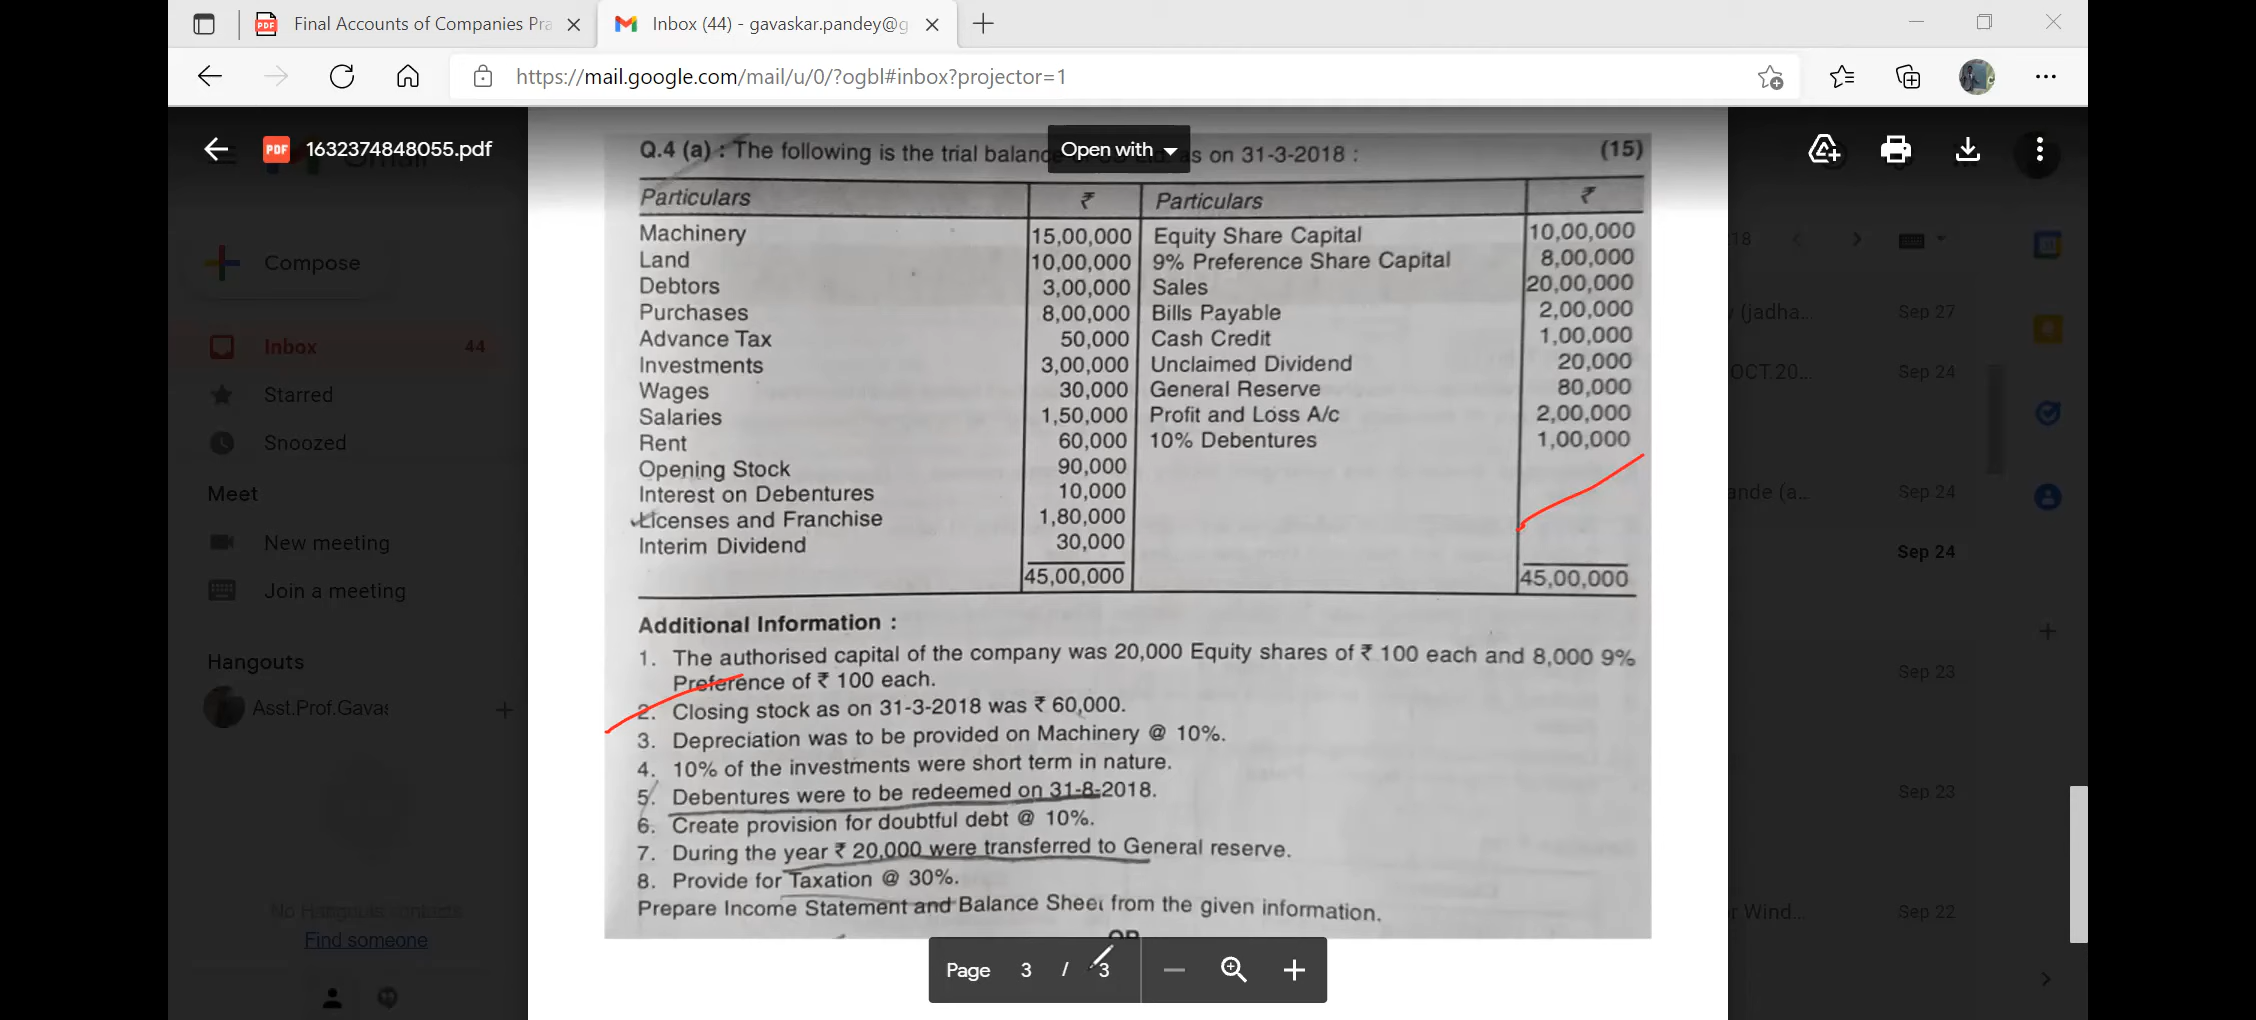 Final Accounts of Companies Pra
Inbox (44) - gavaskar.pandey@g
https://mail.google.com/mail/u/0/?ogbl#inbox?projector=1
PDF 1632374848055.pdf
Open with
Compose
Inbox 44
Starred
Snoozed
Meet
New meeting
Join a meeting
Hangouts
Asst.Prof.Gavas
No Hangouts contacts
Find someone
Q.4 (a) : The following is the trial balance as on 31-3-2018 : (15)
Particulars ₹ Particulars ₹
Machinery 15,00,000 Equity Share Capital 10,00,000
Land 10,00,000 9% Preference Share Capital 8,00,000
Debtors 3,00,000 Sales 20,00,000
Purchases 8,00,000 Bills Payable 2,00,000
Advance Tax 50,000 Cash Credit 1,00,000
Investments 3,00,000 Unclaimed Dividend 20,000
Wages 30,000 General Reserve 80,000
Salaries 1,50,000 Profit and Loss A/c 2,00,000
Rent 60,000 10% Debentures 1,00,000
Opening Stock 90,000
Interest on Debentures 10,000
Licenses and Franchise 1,80,000
Interim Dividend 30,000
45,00,000 45,00,000
Additional Information :
1. The authorised capital of the company was 20,000 Equity shares of ₹ 100 each and 8,000 9%
Preference of ₹ 100 each.
2. Closing stock as on 31-3-2018 was ₹ 60,000.
3. Depreciation was to be provided on Machinery @ 10%.
4. 10% of the investments were short term in nature.
5. Debentures were to be redeemed on 31-8-2018.
6. Create provision for doubtful debt @ 10%.
7. During the year ₹ 20,000 were transferred to General reserve.
8. Provide for Taxation @ 30%.
Prepare Income Statement and Balance Sheet from the given information.
OR
Page 3 / 3
18
(jadha... Sep 27
OCT.20... Sep 24
ande (a... Sep 24
Sep 24
Sep 23
Sep 23
r Wind... Sep 22